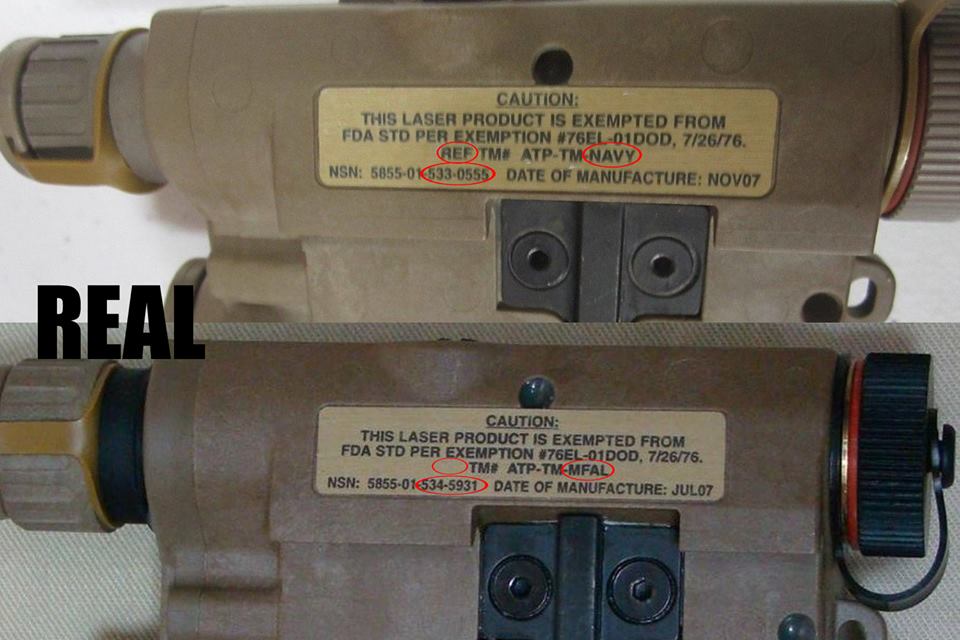 CAUTION:
THIS LASER PRODUCT IS EXEMPTED FROM
FDA STD PER EXEMPTION #76EL-01DOD, 7/26/76.
REF TM# ATP-TM-NAVY
NSN: 5855-01-533-0555 DATE OF MANUFACTURE: NOV07
REAL
CAUTION:
THIS LASER PRODUCT IS EXEMPTED FROM
FDA STD PER EXEMPTION #76EL-01DOD, 7/26/76.
TM# ATP-TM-MFAL
NSN: 5855-01-534-5931 DATE OF MANUFACTURE: JUL07